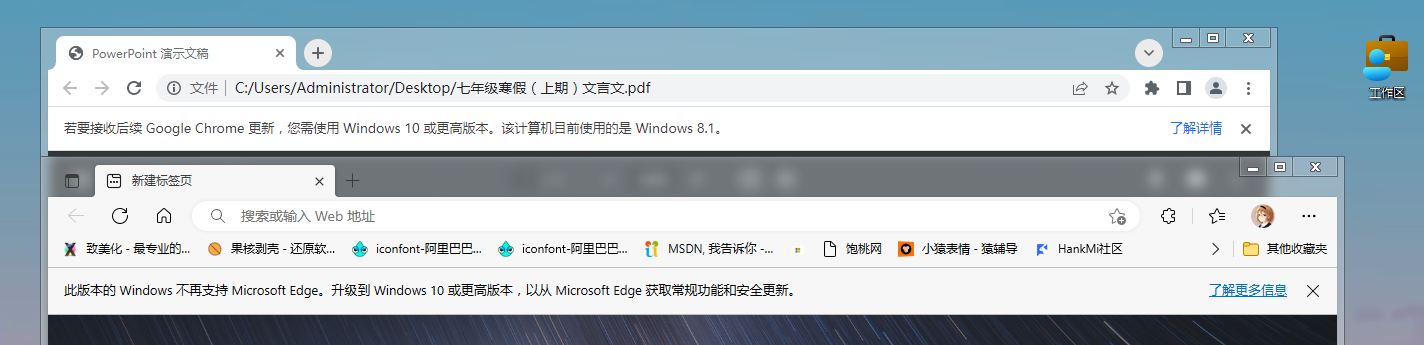 PowerPoint 演示文稿
文件 C:/Users/Administrator/Desktop/七年级寒假（上期）文言文.pdf
工作区
若要接收后续 Google Chrome 更新，您需使用 Windows 10 或更高版本。该计算机目前使用的是 Windows 8.1。 了解详情
新建标签页
搜索或输入 Web 地址
致美化 - 最专业的... 果核剥壳 - 还原软... iconfont-阿里巴巴... iconfont-阿里巴巴... MSDN, 我告诉你 -... 饱桃网 小猿表情 - 猿辅导 HankMi社区 其他收藏夹
此版本的 Windows 不再支持 Microsoft Edge。升级到 Windows 10 或更高版本，以从 Microsoft Edge 获取常规功能和安全更新。 了解更多信息